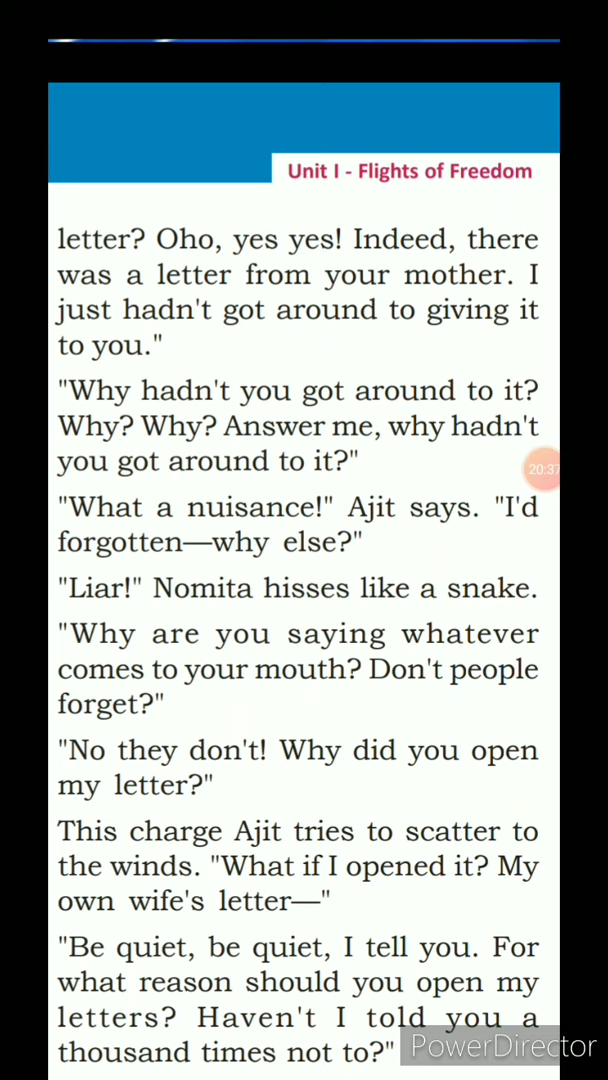 Unit I - Flights of Freedom
letter? Oho, yes yes! Indeed, there
was a letter from your mother. I
just hadn't got around to giving it
to you."
"Why hadn't you got around to it?
Why? Why? Answer me, why hadn't
you got around to it?"
20:37
"What a nuisance!" Ajit says. "I'd
forgotten—why else?"
"Liar!" Nomita hisses like a snake.
"Why are you saying whatever
comes to your mouth? Don't people
forget?"
"No they don't! Why did you open
my letter?"
This charge Ajit tries to scatter to
the winds. "What if I opened it? My
own wife's letter—"
"Be quiet, be quiet, I tell you. For
what reason should you open my
letters? Haven't I told you a
thousand times not to?"
PowerDirector